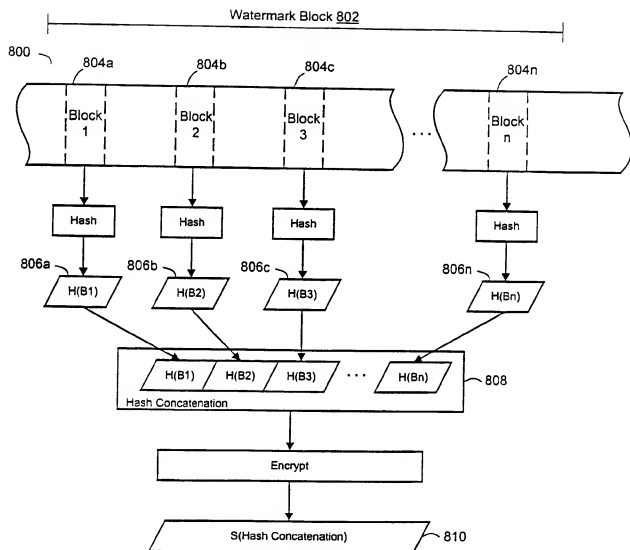 Watermark Block 802
800
804a
804b
804c
804n
Block
1
Block
2
Block
3
...
Block
n
Hash
Hash
Hash
Hash
806a
806b
806c
806n
H(B1)
H(B2)
H(B3)
H(Bn)
H(B1)
H(B2)
H(B3)
...
H(Bn)
808
Hash Concatenation
Encrypt
S(Hash Concatenation)
810